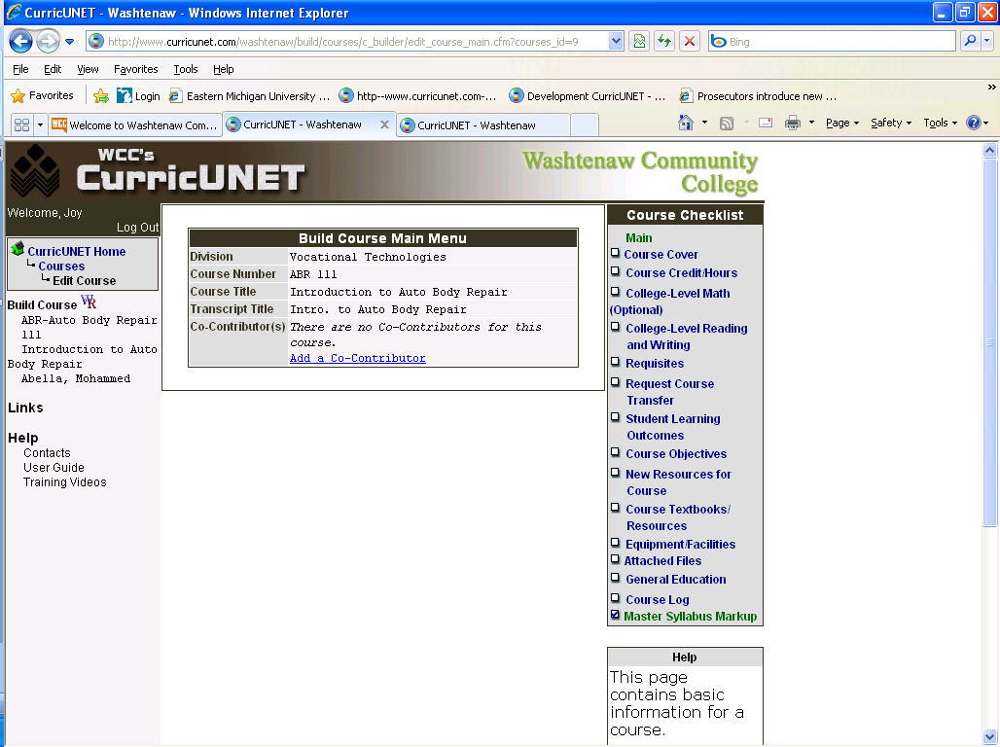 CurricUNET - Washtenaw - Windows Internet Explorer
http://www.curricunet.com/washtenaw/build/courses/c_builder/edit_course_main.cfm?courses_id=9
Bing
File Edit View Favorites Tools Help
Favorites Login Eastern Michigan University ... http--www.curricunet.com-... Development CurricUNET - ... Prosecutors introduce new ... »
WCC Welcome to Washtenaw Com... CurricUNET - Washtenaw X CurricUNET - Washtenaw Page Safety Tools
WCC's
CurricUNET
Washtenaw Community
College
Welcome, Joy
Log Out
CurricUNET Home
Courses
Edit Course
Build Course WR
ABR-Auto Body Repair
111
Introduction to Auto
Body Repair
Abella, Mohammed
Links
Help
Contacts
User Guide
Training Videos
Build Course Main Menu
Division Vocational Technologies
Course Number ABR 111
Course Title Introduction to Auto Body Repair
Transcript Title Intro. to Auto Body Repair
Co-Contributor(s) There are no Co-Contributors for this
course.
Add a Co-Contributor
Course Checklist
Main
Course Cover
Course Credit/Hours
College-Level Math
(Optional)
College-Level Reading
and Writing
Requisites
Request Course
Transfer
Student Learning
Outcomes
Course Objectives
New Resources for
Course
Course Textbooks/
Resources
Equipment/Facilities
Attached Files
General Education
Course Log
Master Syllabus Markup
Help
This page
contains basic
information for a
course.